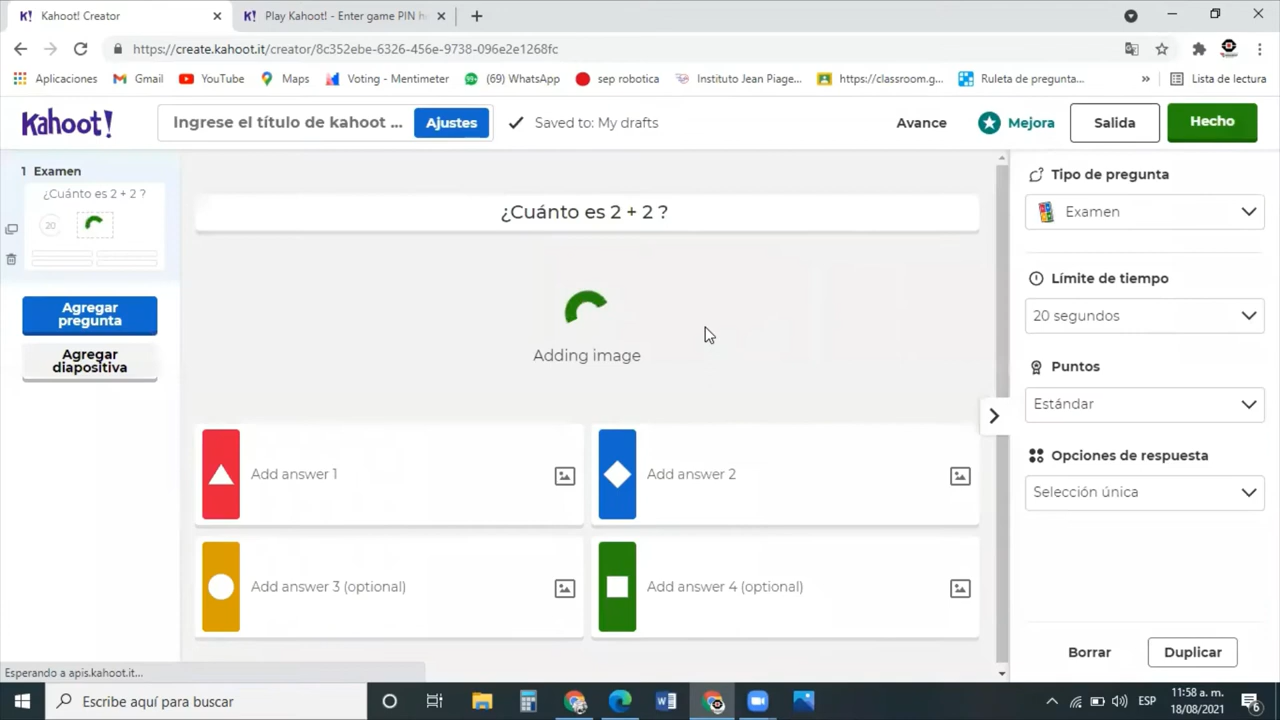 K! Kahoot! Creator
K! Play Kahoot! - Enter game PIN h
https://create.kahoot.it/creator/8c352ebe-6326-456e-9738-096e2e1268fc
Aplicaciones
Gmail
YouTube
Maps
Voting - Mentimeter
(69) WhatsApp
sep robotica
Instituto Jean Piage...
https://classroom.g...
Ruleta de pregunta...
»
Lista de lectura
Kahoot!
Ingrese el título de kahoot ...
Ajustes
Saved to: My drafts
Avance
Mejora
Salida
Hecho
1 Examen
¿Cuánto es 2 + 2 ?
20
Agregar
pregunta
Agregar
diapositiva
¿Cuánto es 2 + 2 ?
Adding image
Add answer 1
Add answer 2
Add answer 3 (optional)
Add answer 4 (optional)
Tipo de pregunta
Examen
Límite de tiempo
20 segundos
Puntos
Estándar
Opciones de respuesta
Selección única
Borrar
Duplicar
Esperando a apis.kahoot.it...
Escribe aquí para buscar
ESP
11:58 a. m.
18/08/2021
6